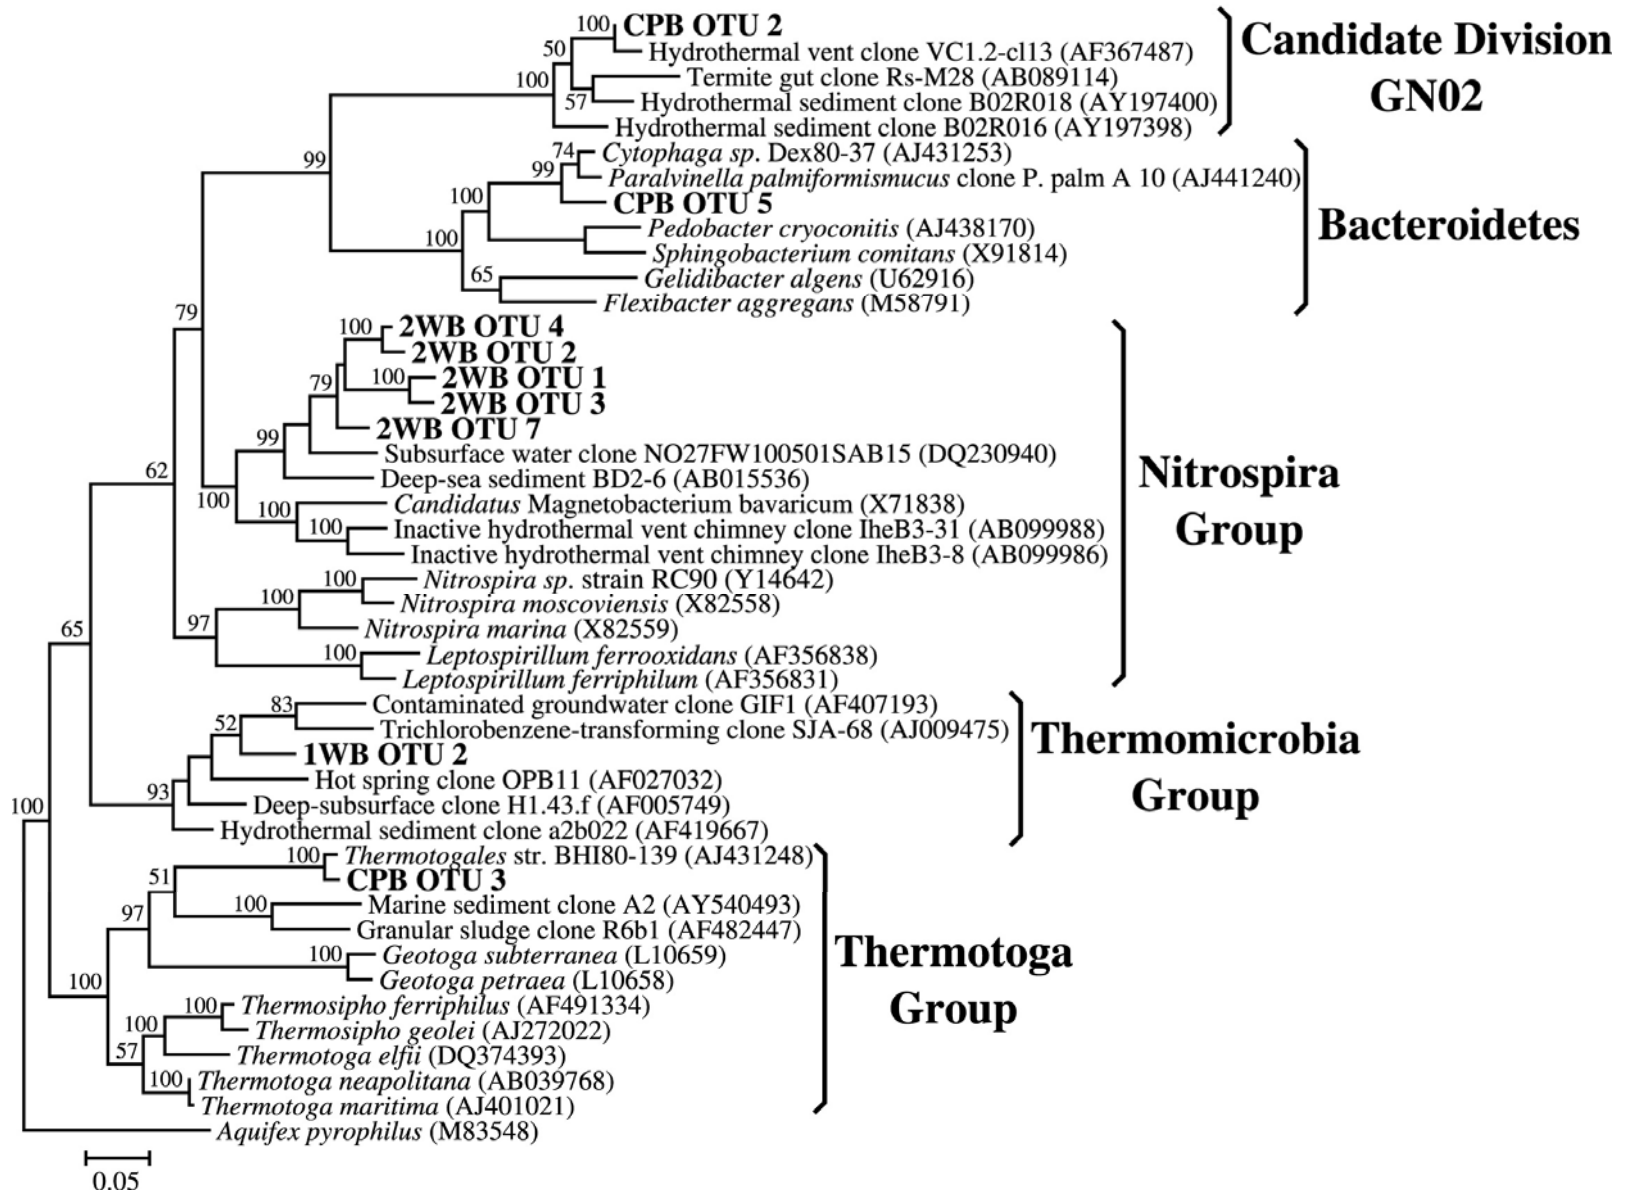 100 CPB OTU 2
50 Hydrothermal vent clone VC1.2-cl13 (AF367487)
Candidate Division
GN02
100 Termite gut clone Rs-M28 (AB089114)
57 Hydrothermal sediment clone B02R018 (AY197400)
Hydrothermal sediment clone B02R016 (AY197398)
99
74 Cytophaga sp. Dex80-37 (AJ431253)
99 Paralvinella palmiformismucus clone P. palm A 10 (AJ441240)
100 CPB OTU 5
Bacteroidetes
Pedobacter cryoconitis (AJ438170)
100 Sphingobacterium comitans (X91814)
65 Gelidibacter algens (U62916)
Flexibacter aggregans (M58791)
79
100 2WB OTU 4
2WB OTU 2
79 100 2WB OTU 1
2WB OTU 3
99 2WB OTU 7
Subsurface water clone NO27FW100501SAB15 (DQ230940)
62 Deep-sea sediment BD2-6 (AB015536)
Nitrospira
Group
100 100 Candidatus Magnetobacterium bavaricum (X71838)
100 Inactive hydrothermal vent chimney clone IheB3-31 (AB099988)
Inactive hydrothermal vent chimney clone IheB3-8 (AB099986)
100 Nitrospira sp. strain RC90 (Y14642)
100 Nitrospira moscoviensis (X82558)
65 97 Nitrospira marina (X82559)
100 Leptospirillum ferrooxidans (AF356838)
Leptospirillum ferriphilum (AF356831)
83 Contaminated groundwater clone GIF1 (AF407193)
52 Trichlorobenzene-transforming clone SJA-68 (AJ009475)
1WB OTU 2
Thermomicrobia
Group
Hot spring clone OPB11 (AF027032)
100 93 Deep-subsurface clone H1.43.f (AF005749)
Hydrothermal sediment clone a2b022 (AF419667)
100 Thermotogales str. BHI80-139 (AJ431248)
51 CPB OTU 3
97 100 Marine sediment clone A2 (AY540493)
Granular sludge clone R6b1 (AF482447)
100 Geotoga subterranea (L10659)
Thermotoga
Group
100 Geotoga petraea (L10658)
100 Thermosipho ferriphilus (AF491334)
100 Thermosipho geolei (AJ272022)
57 Thermotoga elfii (DQ374393)
100 Thermotoga neapolitana (AB039768)
Thermotoga maritima (AJ401021)
Aquifex pyrophilus (M83548)
0.05